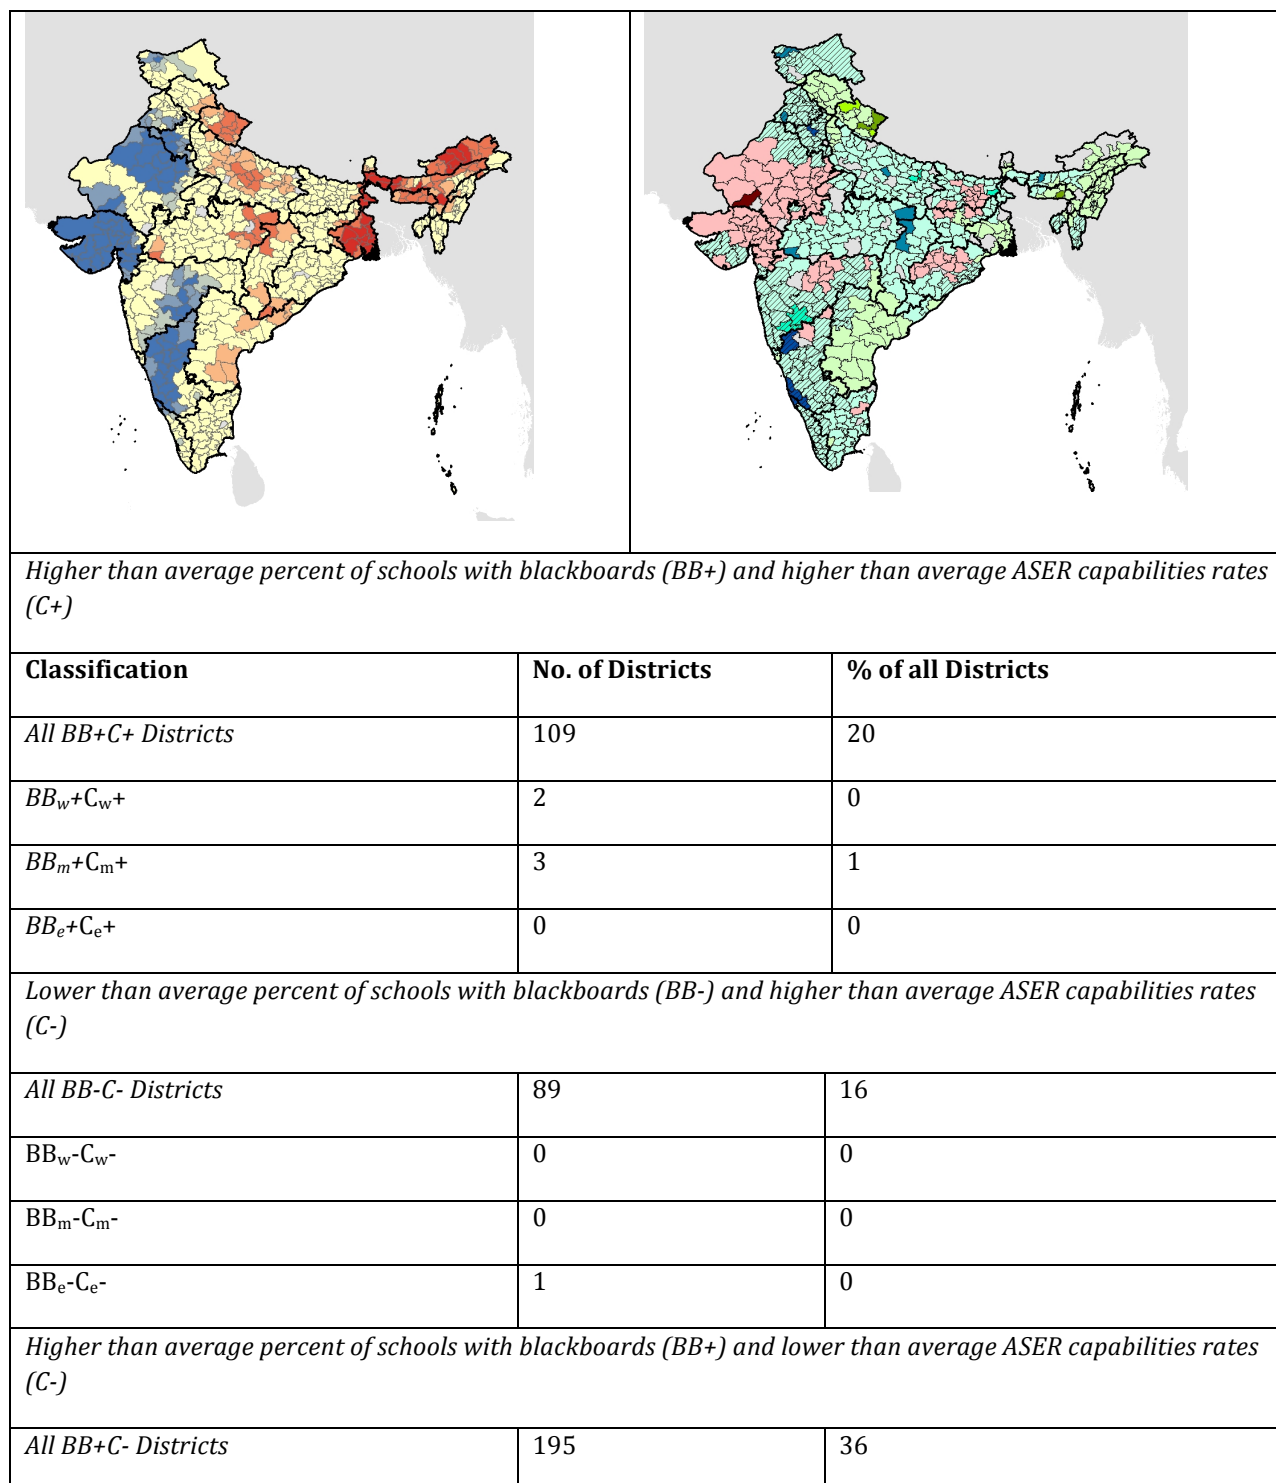 Higher than average percent of schools with blackboards (BB+) and higher than average ASER capabilities rates
(C+)
Classification No. of Districts % of all Districts
All BB+C+ Districts 109 20
BBw+Cw+ 2 0
BBm+Cm+ 3 1
BBe+Ce+ 0 0
Lower than average percent of schools with blackboards (BB-) and higher than average ASER capabilities rates
(C-)
All BB-C- Districts 89 16
BBw-Cw- 0 0
BBm-Cm- 0 0
BBe-Ce- 1 0
Higher than average percent of schools with blackboards (BB+) and lower than average ASER capabilities rates
(C-)
All BB+C- Districts 195 36